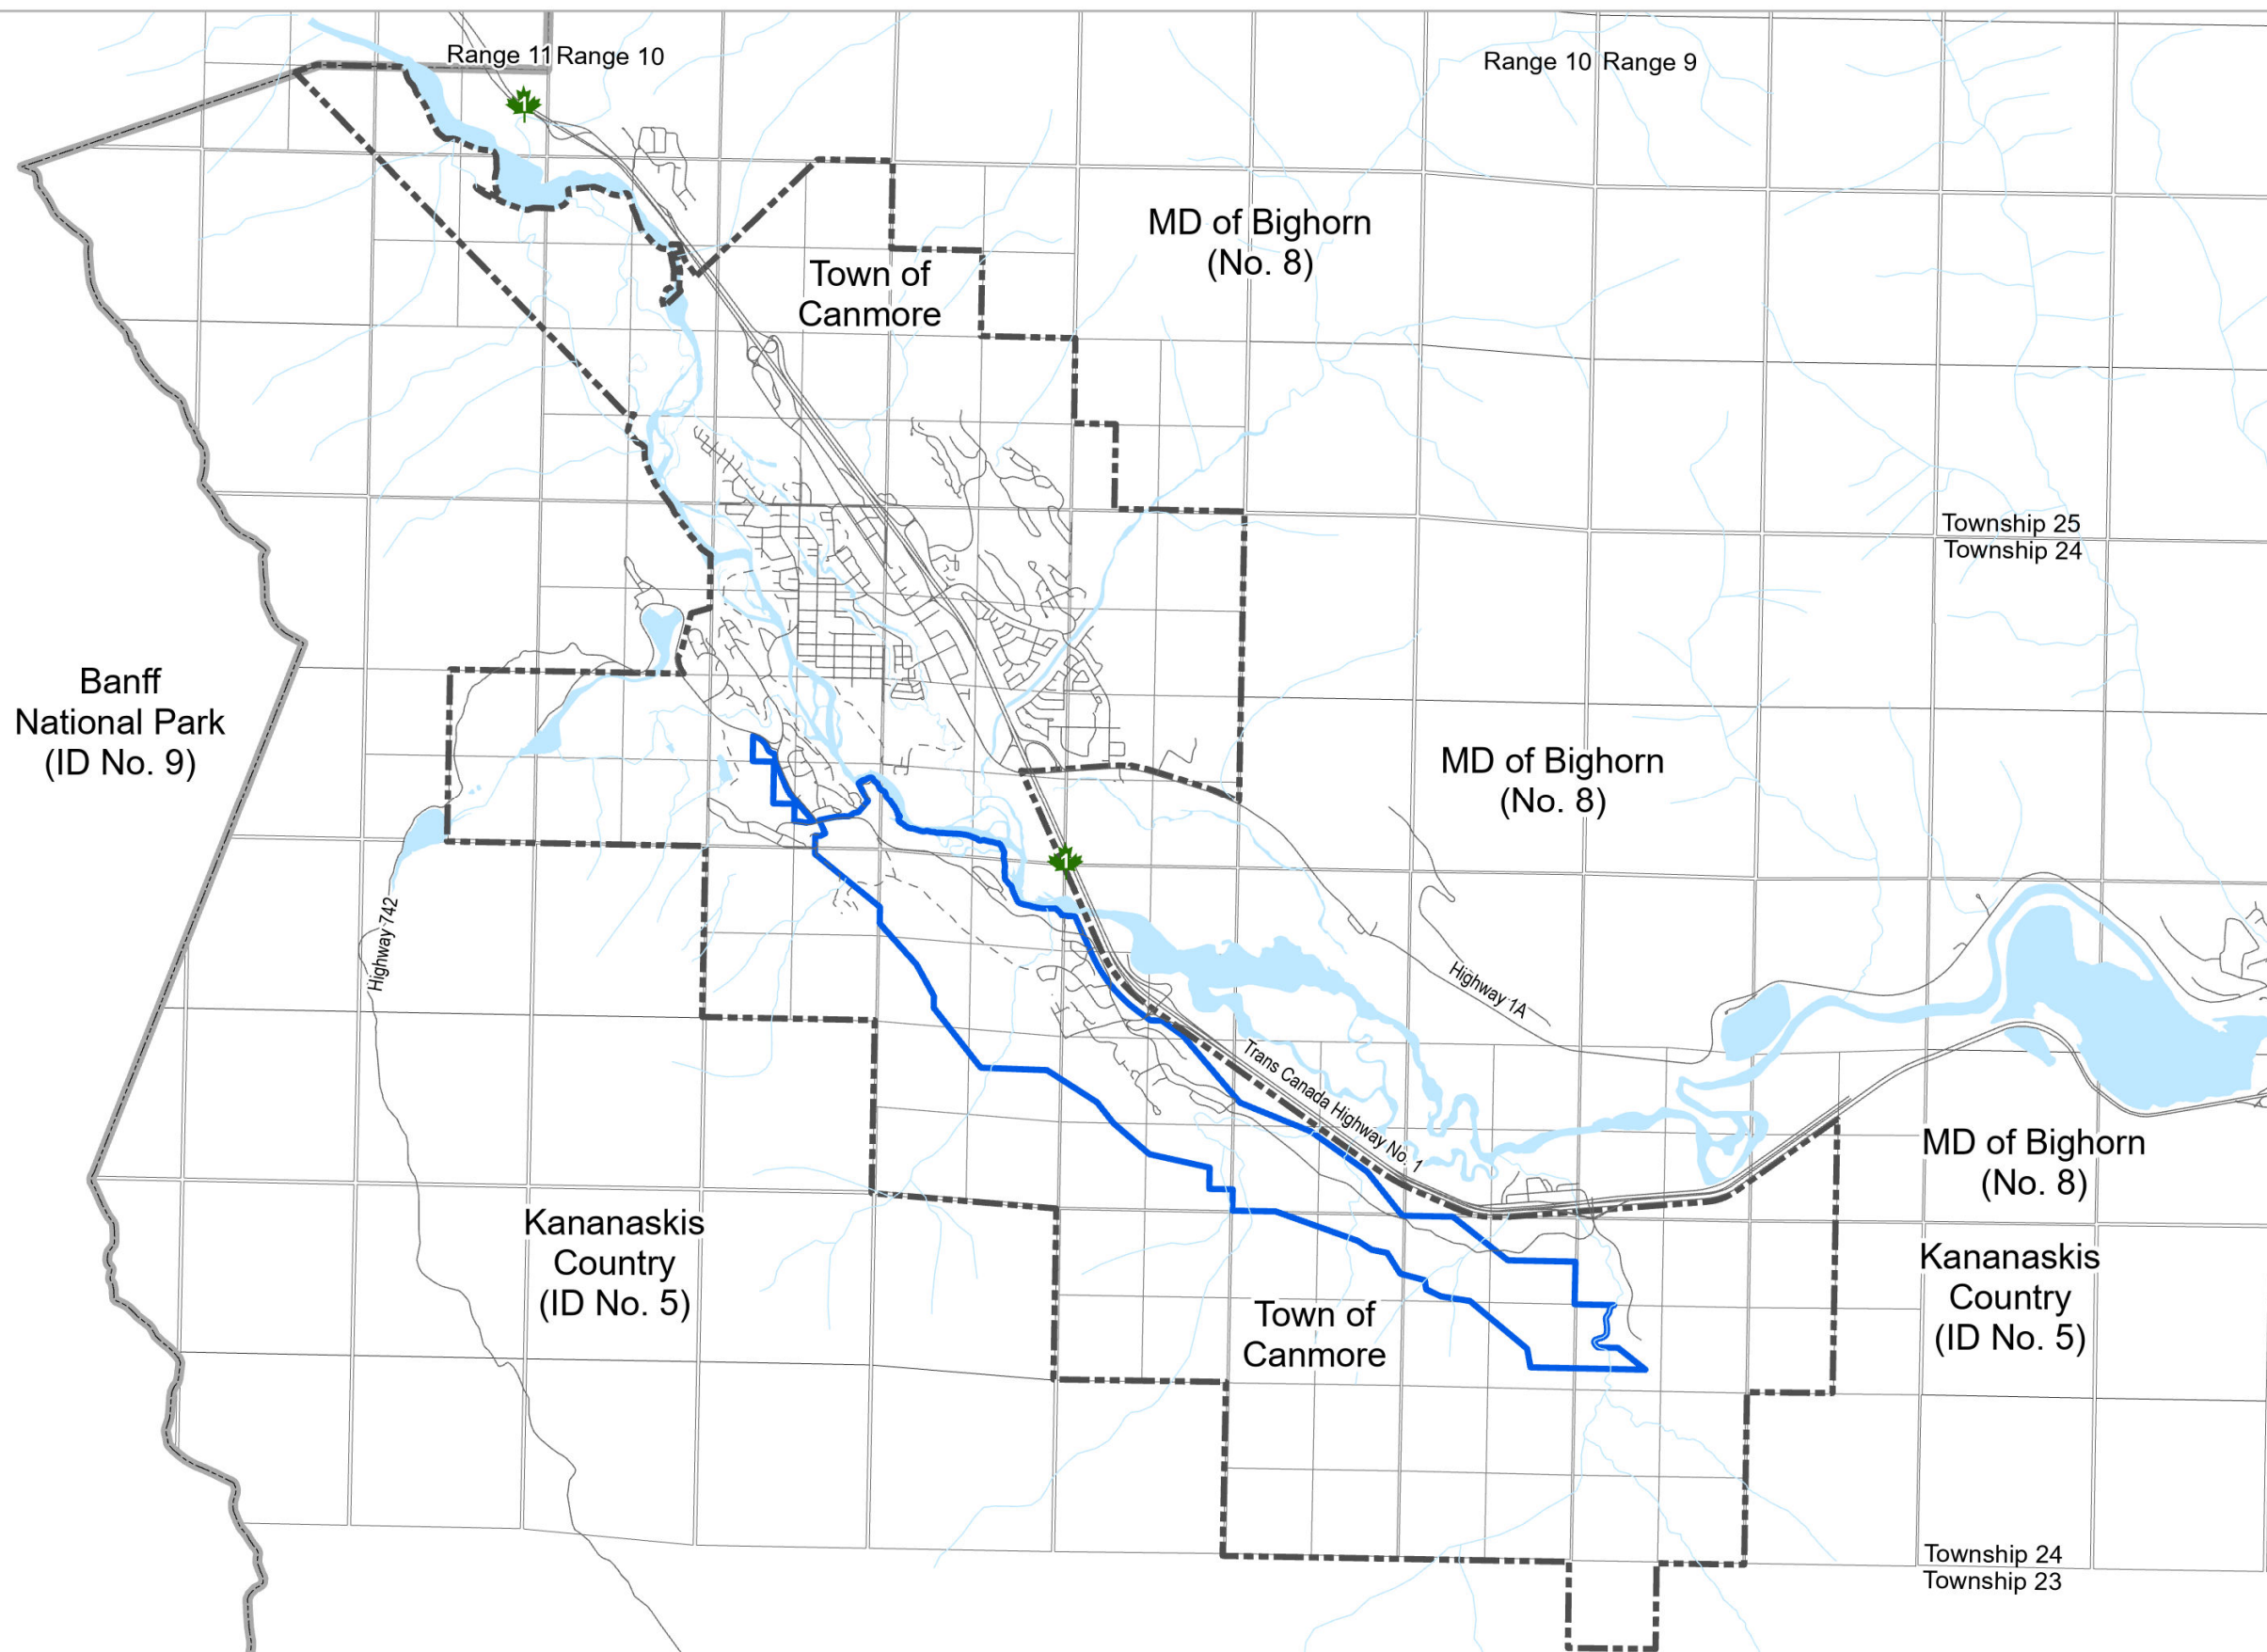 Range 11 Range 10
Range 10 Range 9
1
MD of Bighorn
(No. 8)
Town of
Canmore
Township 25
Township 24
Banff
National Park
(ID No. 9)
MD of Bighorn
(No. 8)
1
Highway 742
Highway 1A
Trans Canada Highway No. 1
MD of Bighorn
(No. 8)
Kananaskis
Country
(ID No. 5)
Kananaskis
Country
(ID No. 5)
Town of
Canmore
Township 24
Township 23